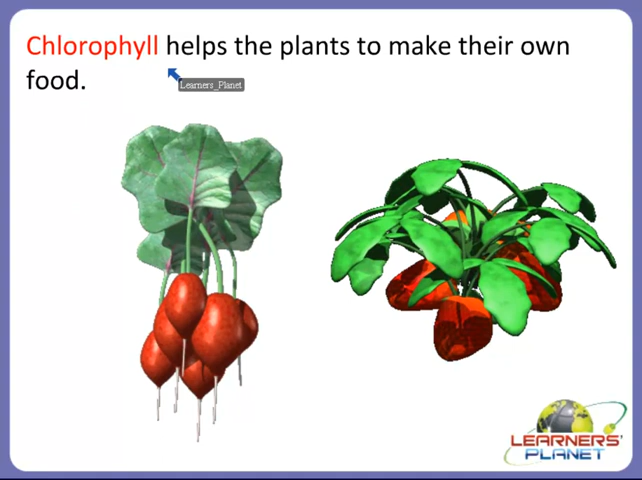 Chlorophyll helps the plants to make their own
food.
Learners_Planet
LEARNERS'
PLANET